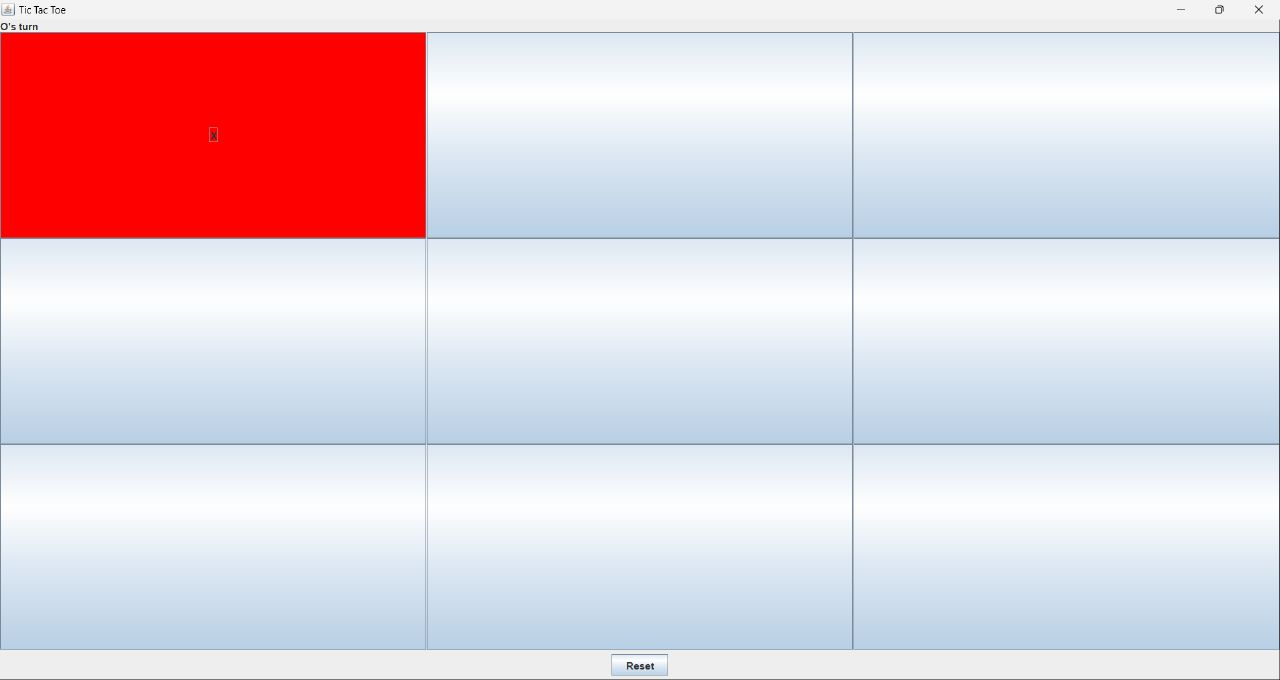 Tic Tac Toe
O's turn
X
Reset